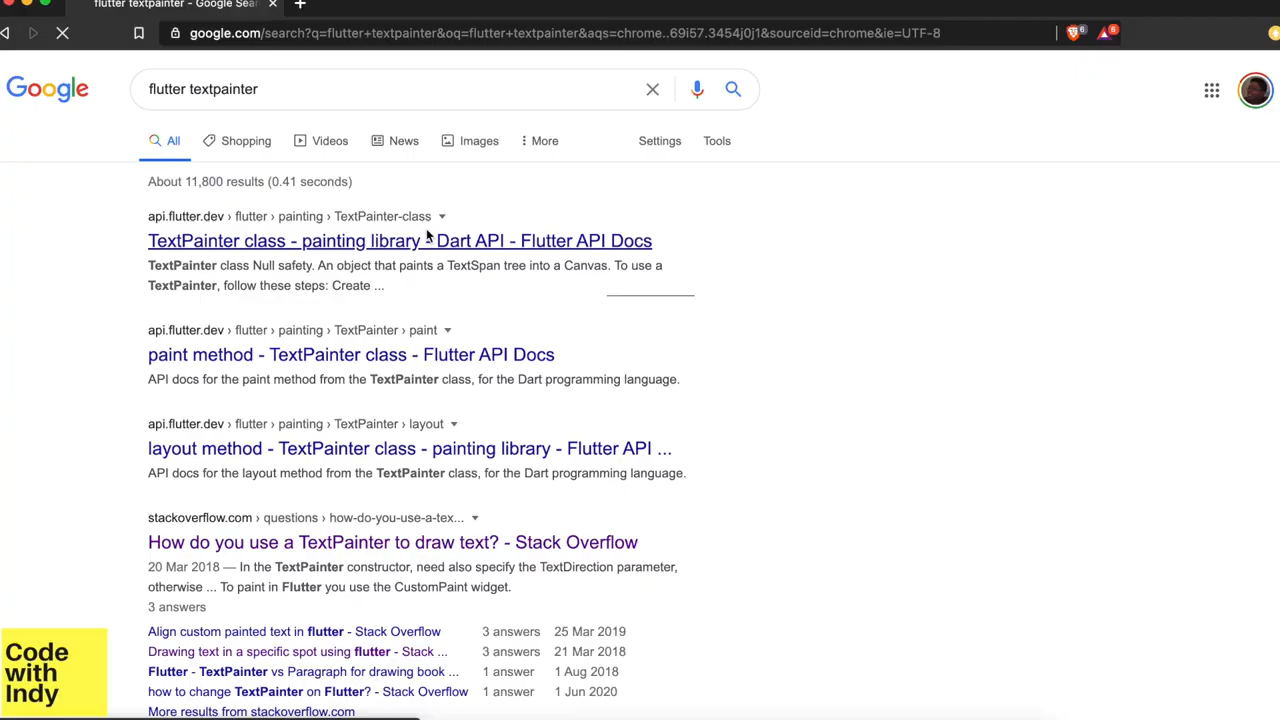 flutter textpainter - Google Sear
google.com/search?q=flutter+textpainter&oq=flutter+textpainter&aqs=chrome..69i57.3454j0j1&sourceid=chrome&ie=UTF-8
6
6
Google
flutter textpainter
All
Shopping
Videos
News
Images
More
Settings
Tools
About 11,800 results (0.41 seconds)
api.flutter.dev › flutter › painting › TextPainter-class
TextPainter class - painting library - Dart API - Flutter API Docs
TextPainter class Null safety. An object that paints a TextSpan tree into a Canvas. To use a
TextPainter, follow these steps: Create ...
api.flutter.dev › flutter › painting › TextPainter › paint
paint method - TextPainter class - Flutter API Docs
API docs for the paint method from the TextPainter class, for the Dart programming language.
api.flutter.dev › flutter › painting › TextPainter › layout
layout method - TextPainter class - painting library - Flutter API ...
API docs for the layout method from the TextPainter class, for the Dart programming language.
stackoverflow.com › questions › how-do-you-use-a-tex...
How do you use a TextPainter to draw text? - Stack Overflow
20 Mar 2018 — In the TextPainter constructor, need also specify the TextDirection parameter,
otherwise ... To paint in Flutter you use the CustomPaint widget.
3 answers
Align custom painted text in flutter - Stack Overflow 3 answers 25 Mar 2019
Drawing text in a specific spot using flutter - Stack ... 3 answers 21 Mar 2018
Flutter - TextPainter vs Paragraph for drawing book ... 1 answer 1 Aug 2018
how to change TextPainter on Flutter? - Stack Overflow 1 answer 1 Jun 2020
More results from stackoverflow.com
Code
with
Indy